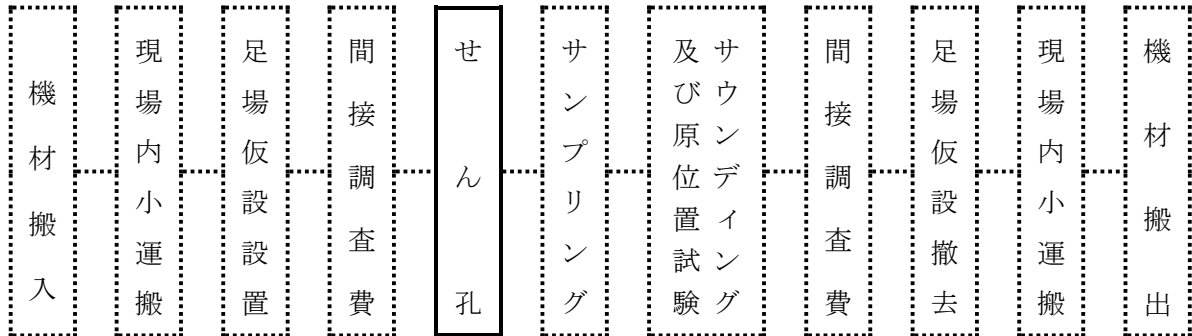 機材搬入
現場内小運搬
足場仮設設置
間接調査費
せん孔
サンプリング
サウンディング
及び原位置試験
間接調査費
足場仮設撤去
現場内小運搬
機材搬出